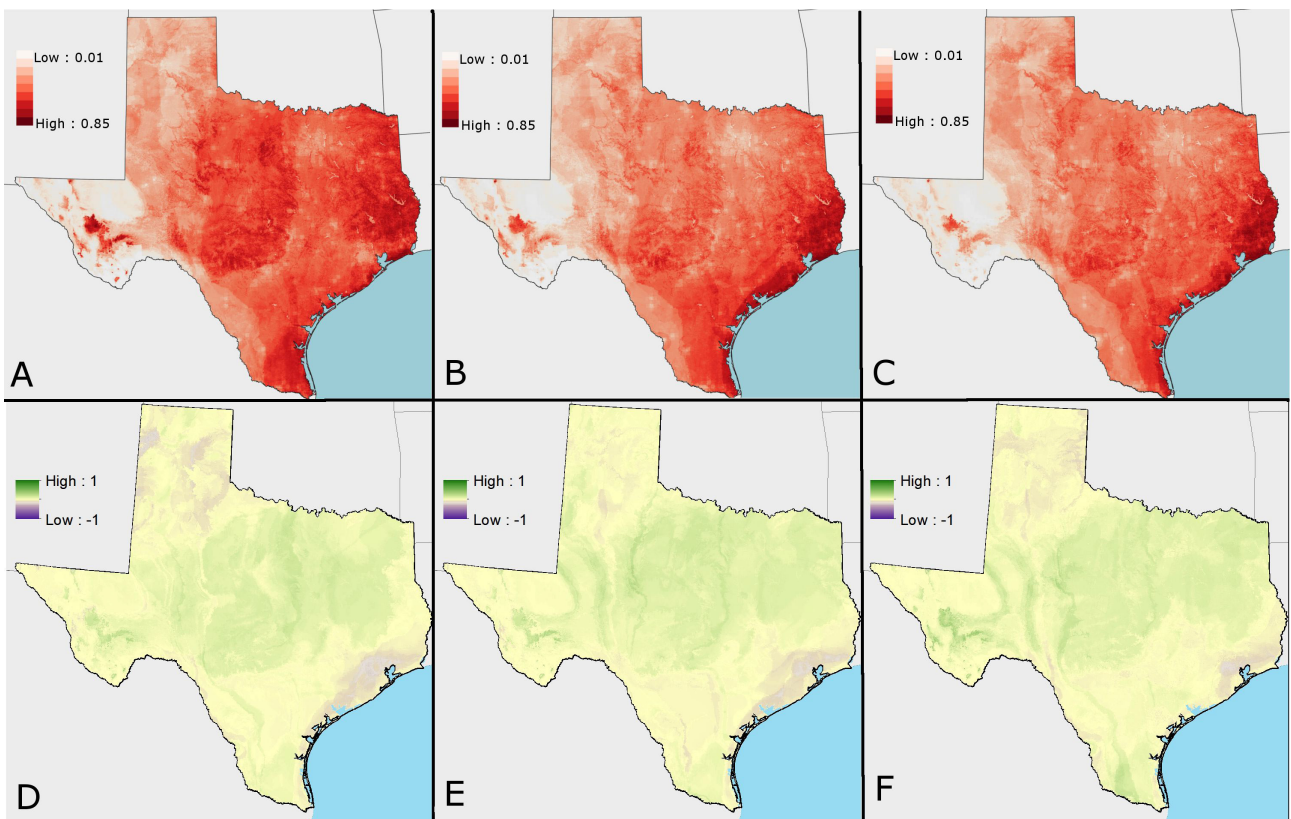 Low : 0.01
High : 0.85
A
Low : 0.01
High : 0.85
B
Low : 0.01
High : 0.85
C
High : 1
Low : -1
D
High : 1
Low : -1
E
High : 1
Low : -1
F